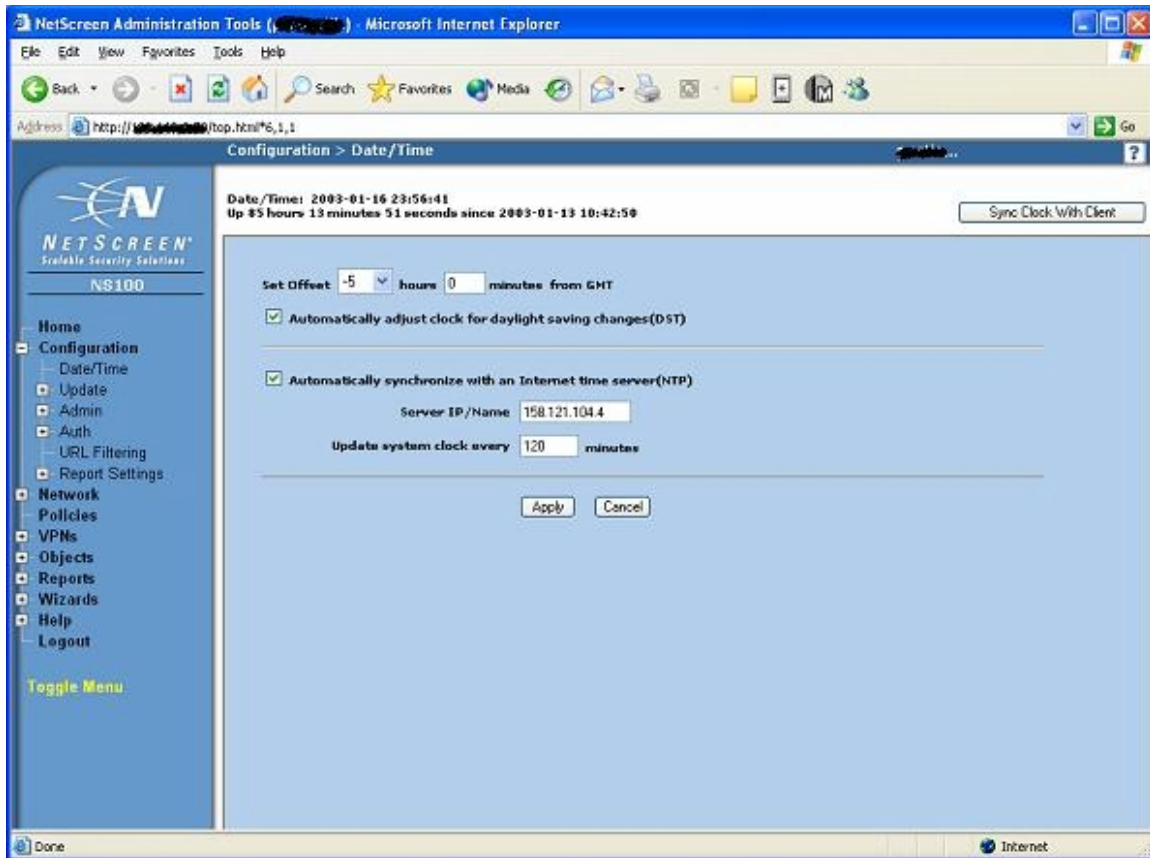 NetScreen Administration Tools ( ) - Microsoft Internet Explorer
File Edit View Favorites Tools Help
Back Search Favorites Media
Address http:// /top.html*6,1,1 Go
Configuration > Date/Time ... ?
N
NETSCREEN
Scalable Security Solutions
NS100
Date/Time: 2003-01-16 23:56:41
Up 85 hours 13 minutes 51 seconds since 2003-01-13 10:42:50
Sync Clock With Client
Home
Configuration
Date/Time
Update
Admin
Auth
URL Filtering
Report Settings
Network
Policies
VPNs
Objects
Reports
Wizards
Help
Logout
Toggle Menu
Set Offset -5 hours 0 minutes from GMT
Automatically adjust clock for daylight saving changes(DST)
Automatically synchronize with an Internet time server(NTP)
Server IP/Name 158.121.104.4
Update system clock every 120 minutes
Apply Cancel
Done Internet